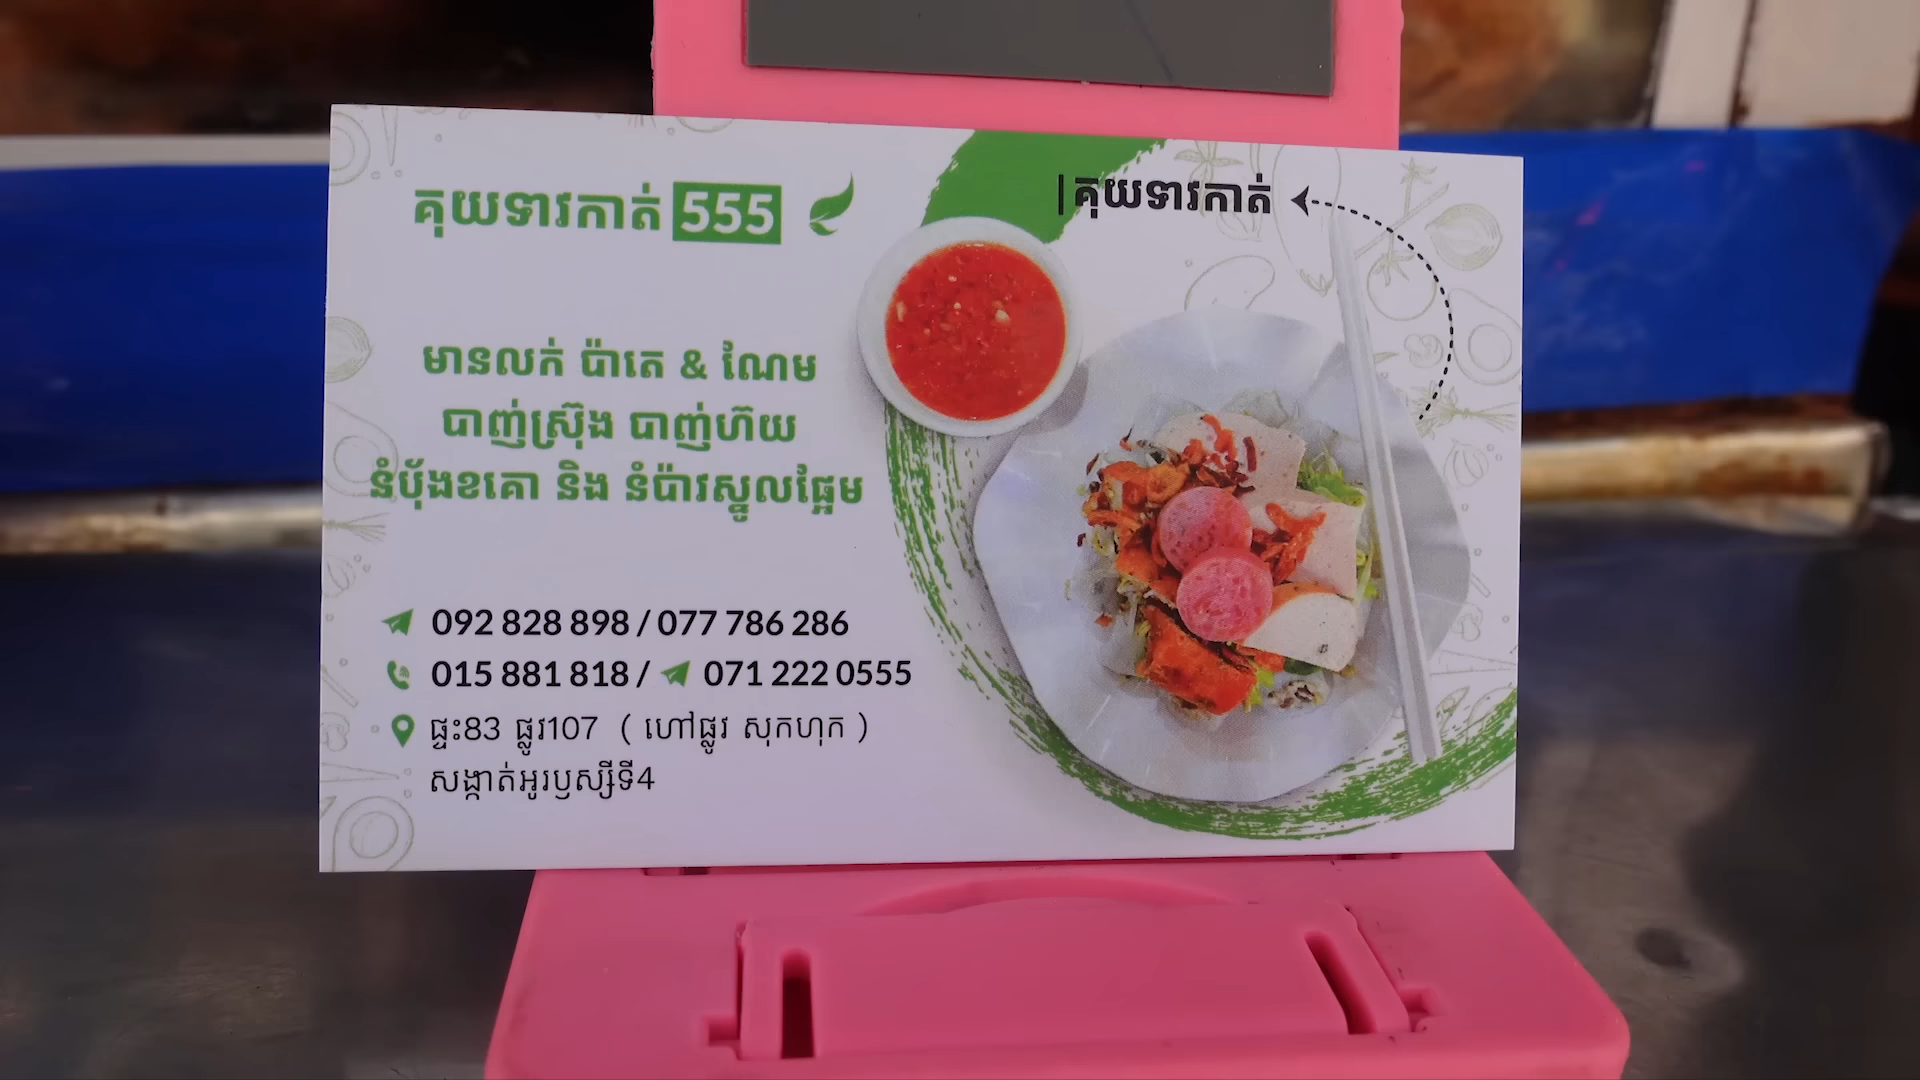 គុយទាវកាត់ 555
|គុយទាវកាត់
មានលក់ ប៉ាតេ & ណែម
បាញ់ស្រ៊ុង បាញ់ហ៊យ
នំបុ័ងខគោ និង នំប៉ាវស្នូលផ្អែម
092 828 898 / 077 786 286
015 881 818 / 071 222 0555
ផ្ទះ83 ផ្លូវ107 ( ហៅផ្លូវ សុកហុក )
សង្កាត់អូរឫស្សីទី4